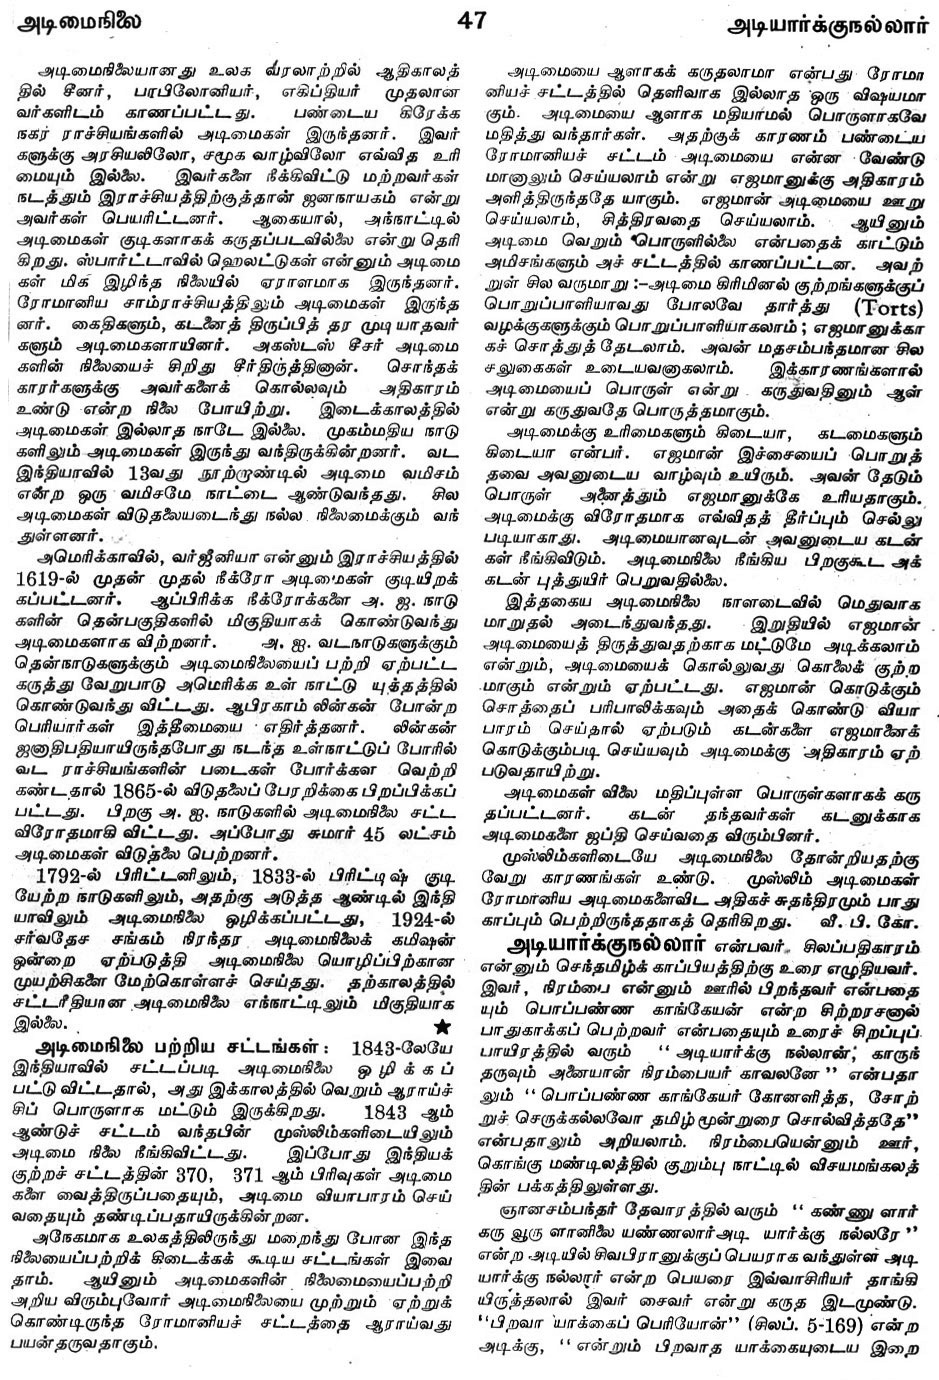 அடிமைநிலை
47
அடியார்க்குநல்லார்
அடிமைநிலையானது உலக வீரலாற்றில் ஆதிகாலத்
தில் சீனர், பாபிலோனியர், எகிப்தியர் முதலான
வர்களிடம் காணப்பட்டது. பண்டைய கிரேக்க
நகர் ராச்சியங்களில் அடிமைகள் இருந்தனர். இவர்
களுக்கு அரசியலிலோ, சமூக வாழ்விலோ எவ்வித உரி
மையும் இல்லை. இவர்களை நீக்கிவிட்டு மற்றவர்கள்
நடத்தும் இராச்சியத்திற்குத்தான் ஜனநாயகம் என்று
அவர்கள் பெயரிட்டனர். ஆகையால், அந்நாட்டில்
அடிமைகள் குடிகளாகக் கருதப்படவில்லை என்று தெரி
கிறது. ஸ்பார்ட்டாவில் ஹெலட்டுகள் என்னும் அடிமை
கள் மிக இழிந்த நிலையில் ஏராளமாக இருந்தனர்.
ரோமானிய சாம்ராச்சியத்திலும் அடிமைகள் இருந்த
னர். கைதிகளும், கடனைத் திருப்பித் தர முடியாதவர்
களும் அடிமைகளாயினர். அகஸ்டஸ் சீசர் அடிமை
களின் நிலையைச் சிறிது சீர்திருத்தினான். சொந்தக்
காரர்களுக்கு அவர்களைக் கொல்லவும் அதிகாரம்
உண்டு என்ற நிலை போயிற்று. இடைக்காலத்தில்
அடிமைகள் இல்லாத நாடே இல்லை. முகம்மதிய நாடு
களிலும் அடிமைகள் இருந்து வந்திருக்கின்றனர். வட
இந்தியாவில் 13வது நூற்றாண்டில் அடிமை வமிசம்
என்ற ஒரு வமிசமே நாட்டை ஆண்டுவந்தது. சில
அடிமைகள் விடுதலையடைந்து நல்ல நிலைமைக்கும் வந்
துள்ளனர்.
அமெரிக்காவில், வர்ஜீனியா என்னும் இராச்சியத்தில்
1619-ல் முதன் முதல் நீக்ரோ அடிமைகள் குடியிறக்
கப்பட்டனர். ஆப்பிரிக்க நீக்ரோக்களை அ. ஐ. நாடு
களின் தென்பகுதிகளில் மிகுதியாகக் கொண்டுவந்து
அடிமைகளாக விற்றனர். அ. ஐ. வடநாடுகளுக்கும்
தென்நாடுகளுக்கும் அடிமைநிலையைப் பற்றி ஏற்பட்ட
கருத்து வேறுபாடு அமெரிக்க உள் நாட்டு யுத்தத்தில்
கொண்டுவந்து விட்டது. ஆபிரகாம் லின்கன் போன்ற
பெரியார்கள் இத்தீமையை எதிர்த்தனர். லின்கன்
ஜனாதிபதியாயிருந்தபோது நடந்த உள்நாட்டுப் போரில்
வட ராச்சியங்களின் படைகள் போர்க்கள வெற்றி
கண்டதால் 1865-ல் விடுதலைப் பேரறிக்கை பிறப்பிக்கப்
பட்டது. பிறகு அ. ஐ. நாடுகளில் அடிமைநிலை சட்ட
விரோதமாகி விட்டது. அப்போது சுமார் 45 லட்சம்
அடிமைகள் விடுதலை பெற்றனர்.
1792-ல் பிரிட்டனிலும், 1833-ல் பிரிட்டிஷ் குடி
யேற்ற நாடுகளிலும், அதற்கு அடுத்த ஆண்டில் இந்தி
யாவிலும் அடிமைநிலை ஒழிக்கப்பட்டது, 1924-ல்
சர்வதேச சங்கம் நிரந்தர அடிமைநிலைக் கமிஷன்
ஒன்றை ஏற்படுத்தி அடிமைநிலை யொழிப்பிற்கான
முயற்சிகளை மேற்கொள்ளச் செய்தது. தற்காலத்தில்
சட்டரீதியான அடிமைநிலை எந்நாட்டிலும் மிகுதியாக
இல்லை. ★
அடிமைநிலை பற்றிய சட்டங்கள்: 1843-லேயே
இந்தியாவில் சட்டப்படி அடிமைநிலை ஒழிக்கப்
பட்டுவிட்டதால், அது இக்காலத்தில் வெறும் ஆராய்ச்
சிப் பொருளாக மட்டும் இருக்கிறது. 1843 ஆம்
ஆண்டுச் சட்டம் வந்தபின் முஸ்லிம்களிடையிலும்
அடிமை நிலை நீங்கிவிட்டது. இப்போது இந்தியக்
குற்றச் சட்டத்தின் 370, 371 ஆம் பிரிவுகள் அடிமை
களை வைத்திருப்பதையும், அடிமை வியாபாரம் செய்
வதையும் தண்டிப்பதாயிருக்கின்றன.
அநேகமாக உலகத்திலிருந்து மறைந்து போன இந்த
நிலையைப்பற்றிக் கிடைக்கக் கூடிய சட்டங்கள் இவை
தாம். ஆயினும் அடிமைகளின் நிலைமையைப்பற்றி
அறிய விரும்புவோர் அடிமைநிலையை முற்றும் ஏற்றுக்
கொண்டிருந்த ரோமானியச் சட்டத்தை ஆராய்வது
பயன்தருவதாகும்.
அடிமையை ஆளாகக் கருதலாமா என்பது ரோமா
னியச் சட்டத்தில் தெளிவாக இல்லாத ஒரு விஷயமா
கும். அடிமையை ஆளாக மதியாமல் பொருளாகவே
மதித்து வந்தார்கள். அதற்குக் காரணம் பண்டைய
ரோமானியச் சட்டம் அடிமையை என்ன வேண்டு
மானாலும் செய்யலாம் என்று எஜமானுக்கு அதிகாரம்
அளித்திருந்ததே யாகும். எஜமான் அடிமையை ஊறு
செய்யலாம், சித்திரவதை செய்யலாம். ஆயினும்
அடிமை வெறும் பொருளில்லை என்பதைக் காட்டும்
அமிசங்களும் அச் சட்டத்தில் காணப்பட்டன. அவற்
றுள் சில வருமாறு :–அடிமை கிரிமினல் குற்றங்களுக்குப்
பொறுப்பாளியாவது போலவே தார்த்து (Torts)
வழக்குகளுக்கும் பொறுப்பாளியாகலாம் ; எஜமானுக்கா
கச் சொத்துத் தேடலாம். அவன் மதசம்பந்தமான சில
சலுகைகள் உடையவனாகலாம். இக்காரணங்களால்
அடிமையைப் பொருள் என்று கருதுவதினும் ஆள்
என்று கருதுவதே பொருத்தமாகும்.
அடிமைக்கு உரிமைகளும் கிடையா, கடமைகளும்
கிடையா என்பர். எஜமான் இச்சையைப் பொறுத்
தவை அவனுடைய வாழ்வும் உயிரும். அவன் தேடும்
பொருள் அனைத்தும் எஜமானுக்கே உரியதாகும்.
அடிமைக்கு விரோதமாக எவ்விதத் தீர்ப்பும் செல்லு
படியாகாது. அடிமையானவுடன் அவனுடைய கடன்
கள் நீங்கிவிடும். அடிமைநிலை நீங்கிய பிறகுகூட அக்
கடன் புத்துயிர் பெறுவதில்லை.
இத்தகைய அடிமைநிலை நாளடைவில் மெதுவாக
மாறுதல் அடைந்துவந்தது. இறுதியில் எஜமான்
அடிமையைத் திருத்துவதற்காக மட்டுமே அடிக்கலாம்
என்றும், அடிமையைக் கொல்லுவது கொலைக் குற்ற
மாகும் என்றும் ஏற்பட்டது. எஜமான் கொடுக்கும்
சொத்தைப் பரிபாலிக்கவும் அதைக் கொண்டு வியா
பாரம் செய்தால் ஏற்படும் கடன்களை எஜமானைக்
கொடுக்கும்படி செய்யவும் அடிமைக்கு அதிகாரம் ஏற்
படுவதாயிற்று.
அடிமைகள் விலை மதிப்புள்ள பொருள்களாகக் கரு
தப்பட்டனர். கடன் தந்தவர்கள் கடனுக்காக
அடிமைகளை ஜப்தி செய்வதை விரும்பினர்.
முஸ்லிம்களிடையே அடிமைநிலை தோன்றியதற்கு
வேறு காரணங்கள் உண்டு. முஸ்லிம் அடிமைகள்
ரோமானிய அடிமைகளைவிட அதிகச் சுதந்திரமும் பாது
காப்பும் பெற்றிருந்ததாகத் தெரிகிறது. வீ. பி. கோ.
அடியார்க்குநல்லார் என்பவர் சிலப்பதிகாரம்
என்னும் செந்தமிழ்க் காப்பியத்திற்கு உரை எழுதியவர்.
இவர், நிரம்பை என்னும் ஊரில் பிறந்தவர் என்பதை
யும் பொப்பண்ண காங்கேயன் என்ற சிற்றரசனால்
பாதுகாக்கப் பெற்றவர் என்பதையும் உரைச் சிறப்புப்
பாயிரத்தில் வரும் “ அடியார்க்கு நல்லான், காருந்
தருவும் அனையான் நிரம்பையர் காவலனே ” என்பதா
லும் “ பொப்பண்ண காங்கேயர் கோனளித்த, சோற்
றுச் செருக்கல்லவோ தமிழ் மூன்றுரை சொல்வித்ததே”
என்பதாலும் அறியலாம். நிரம்பையென்னும் ஊர்,
கொங்கு மண்டிலத்தில் குறும்பு நாட்டில் விசயமங்கலத்
தின் பக்கத்திலுள்ளது.
ஞானசம்பந்தர் தேவாரத்தில் வரும் “ கண்ணு ளார்
கரு வூரு ளானிலை யண்ணலார்அடி யார்க்கு நல்லரே ”
என்ற அடியில் சிவபிரானுக்குப் பெயராக வந்துள்ள அடி
யார்க்கு நல்லார் என்ற பெயரை இவ்வாசிரியர் தாங்கி
யிருத்தலால் இவர் சைவர் என்று கருத இடமுண்டு.
“பிறவா யாக்கைப் பெரியோன்” (சிலப். 5-169) என்ற
அடிக்கு, “ என்றும் பிறவாத யாக்கையுடைய இறை